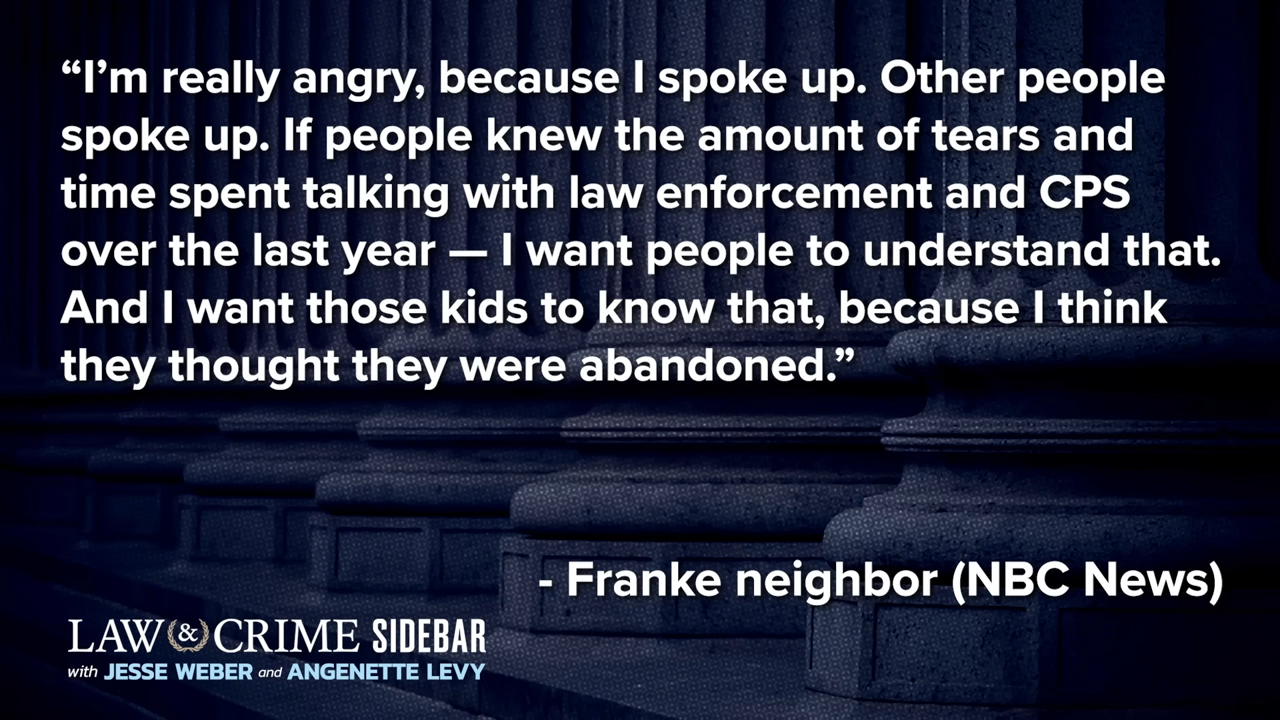 “I’m really angry, because I spoke up. Other people
spoke up. If people knew the amount of tears and
time spent talking with law enforcement and CPS
over the last year — I want people to understand that.
And I want those kids to know that, because I think
they thought they were abandoned.”
- Franke neighbor (NBC News)
LAW & CRIME SIDEBAR
with JESSE WEBER and ANGENETTE LEVY